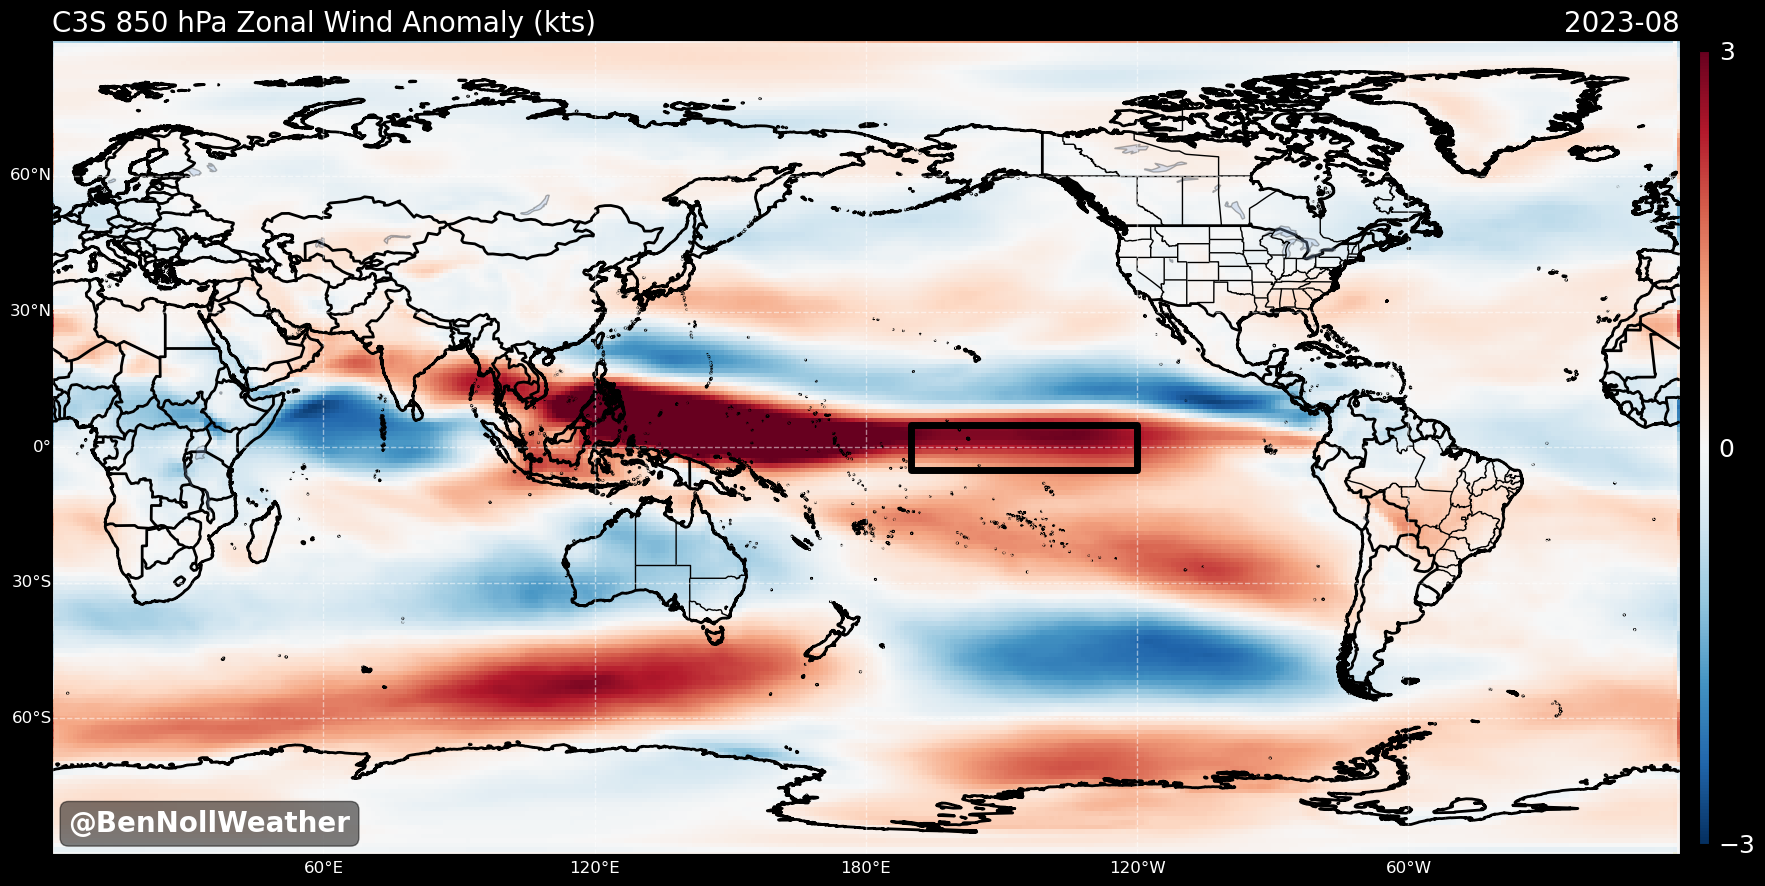 C3S 850 hPa Zonal Wind Anomaly (kts)
2023-08
3
60°N
30°N
0°
0
30°S
60°S
@BenNollWeather
−3
60°E
120°E
180°E
120°W
60°W